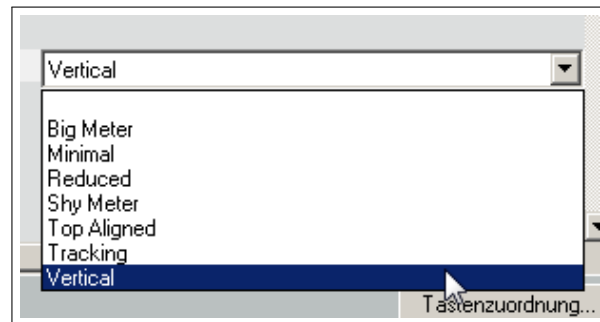 Vertical
Big Meter
Minimal
Reduced
Shy Meter
Top Aligned
Tracking
Vertical
Tastenzuordnung...